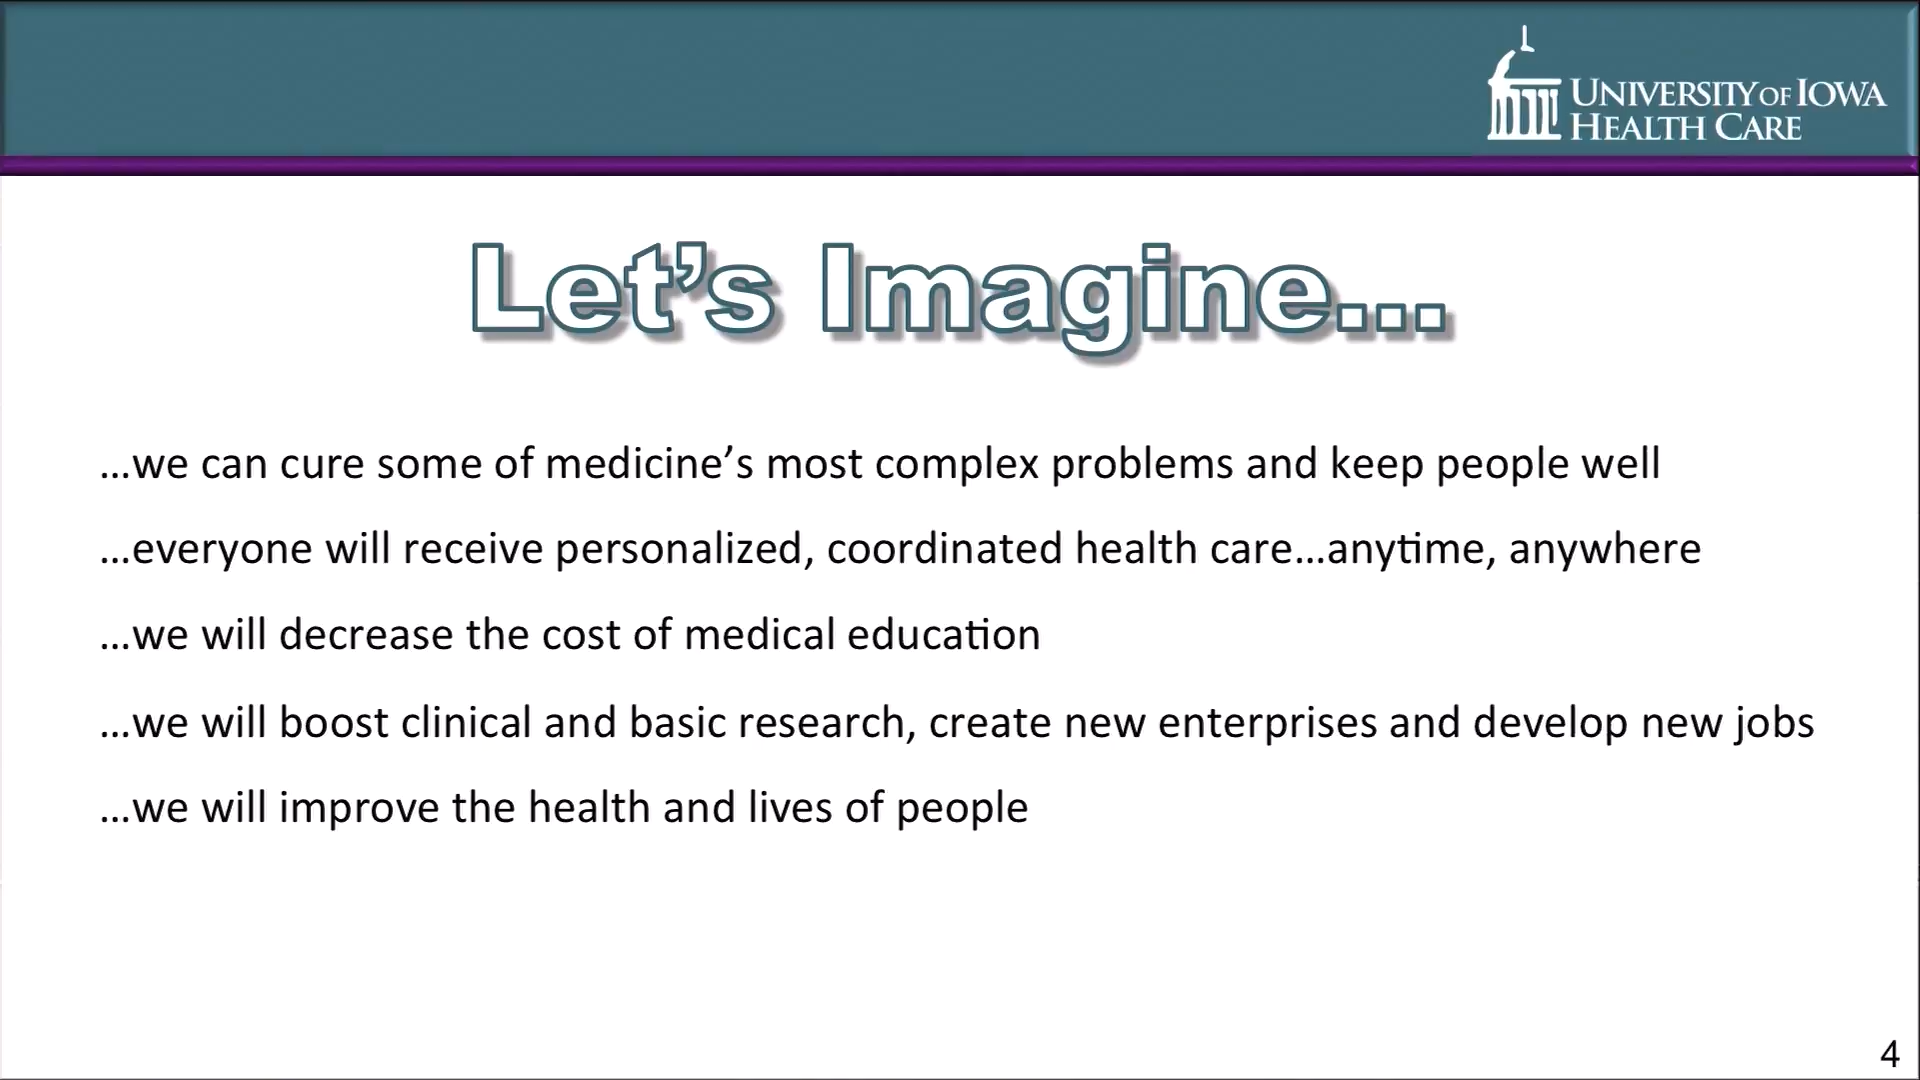 UNIVERSITY OF IOWA
HEALTH CARE
Let’s Imagine...
...we can cure some of medicine’s most complex problems and keep people well
...everyone will receive personalized, coordinated health care...anytime, anywhere
...we will decrease the cost of medical education
...we will boost clinical and basic research, create new enterprises and develop new jobs
...we will improve the health and lives of people
4